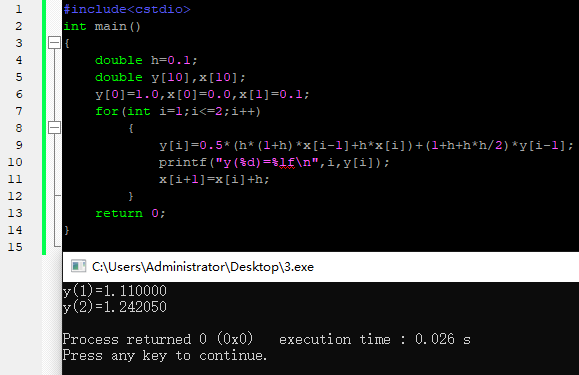 1 #include<cstdio>
2 int main()
3 {
4 double h=0.1;
5 double y[10],x[10];
6 y[0]=1.0,x[0]=0.0,x[1]=0.1;
7 for(int i=1;i<=2;i++)
8 {
9 y[i]=0.5*(h*(1+h)*x[i-1]+h*x[i])+(1+h+h*h/2)*y[i-1];
10 printf("y(%d)=%lf\n",i,y[i]);
11 x[i+1]=x[i]+h;
12 }
13 return 0;
14 }
15
C:\Users\Administrator\Desktop\3.exe
y(1)=1.110000
y(2)=1.242050
Process returned 0 (0x0) execution time : 0.026 s
Press any key to continue.